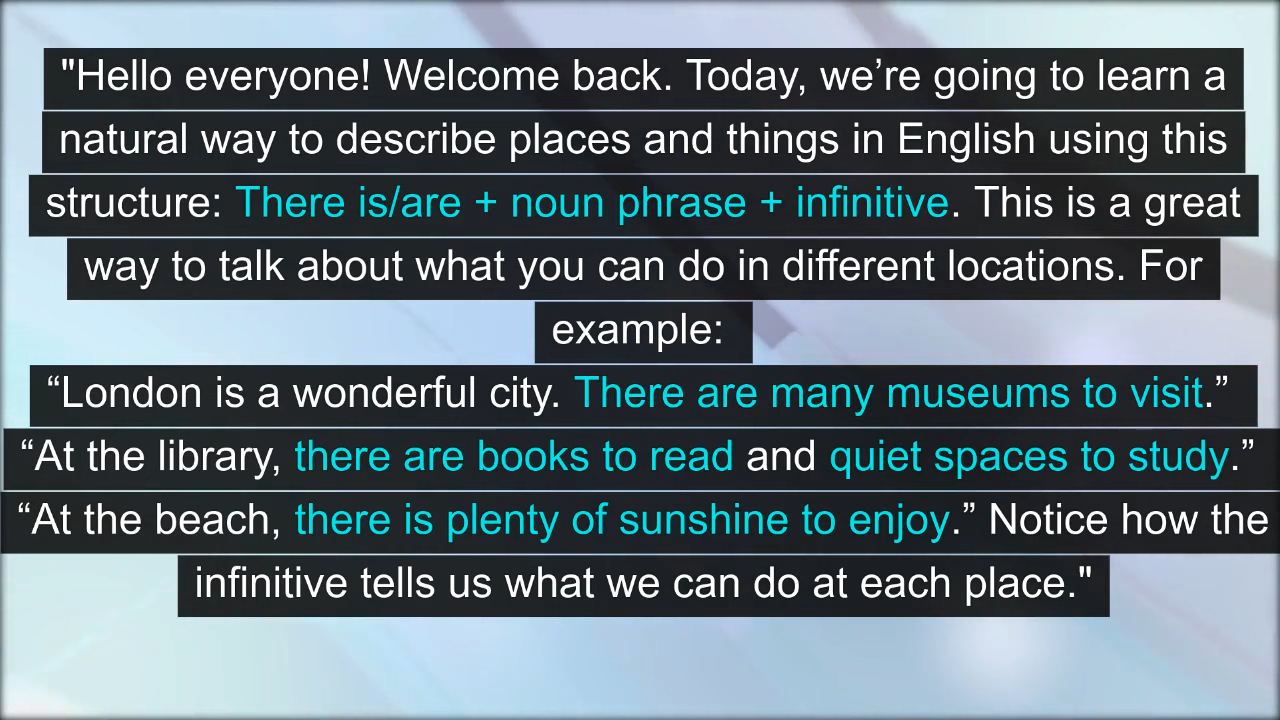 "Hello everyone! Welcome back. Today, we’re going to learn a
natural way to describe places and things in English using this
structure: There is/are + noun phrase + infinitive. This is a great
way to talk about what you can do in different locations. For
example:
“London is a wonderful city. There are many museums to visit.”
“At the library, there are books to read and quiet spaces to study.”
“At the beach, there is plenty of sunshine to enjoy.” Notice how the
infinitive tells us what we can do at each place."